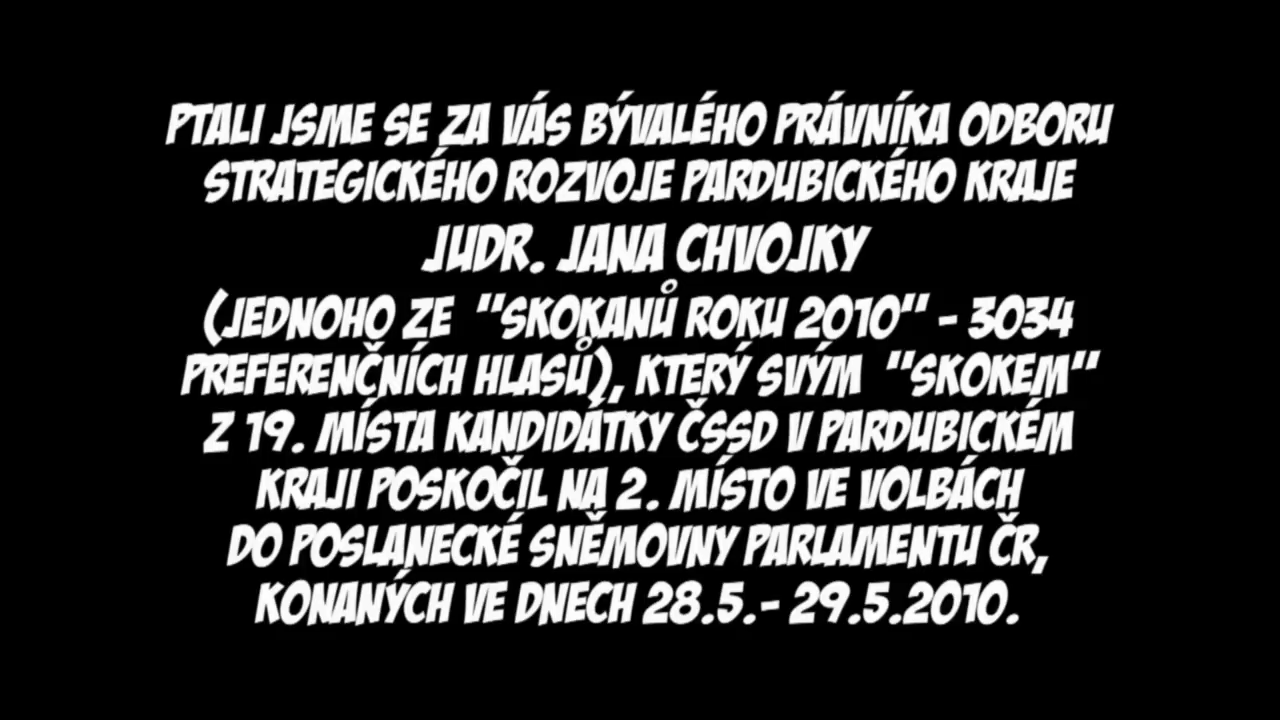 PTALI JSME SE ZA VÁS BÝVALÉHO PRÁVNÍKA ODBORU
STRATEGICKÉHO ROZVOJE PARDUBICKÉHO KRAJE
JUDR. JANA CHVOJKY
(JEDNOHO ZE "SKOKANŮ ROKU 2010" - 3034
PREFERENČNÍCH HLASŮ), KTERÝ SVÝM "SKOKEM"
Z 19. MÍSTA KANDIDÁTKY ČSSD V PARDUBICKÉM
KRAJI POSKOČIL NA 2. MÍSTO VE VOLBÁCH
DO POSLANECKÉ SNĚMOVNY PARLAMENTU ČR,
KONANÝCH VE DNECH 28.5.- 29.5.2010.